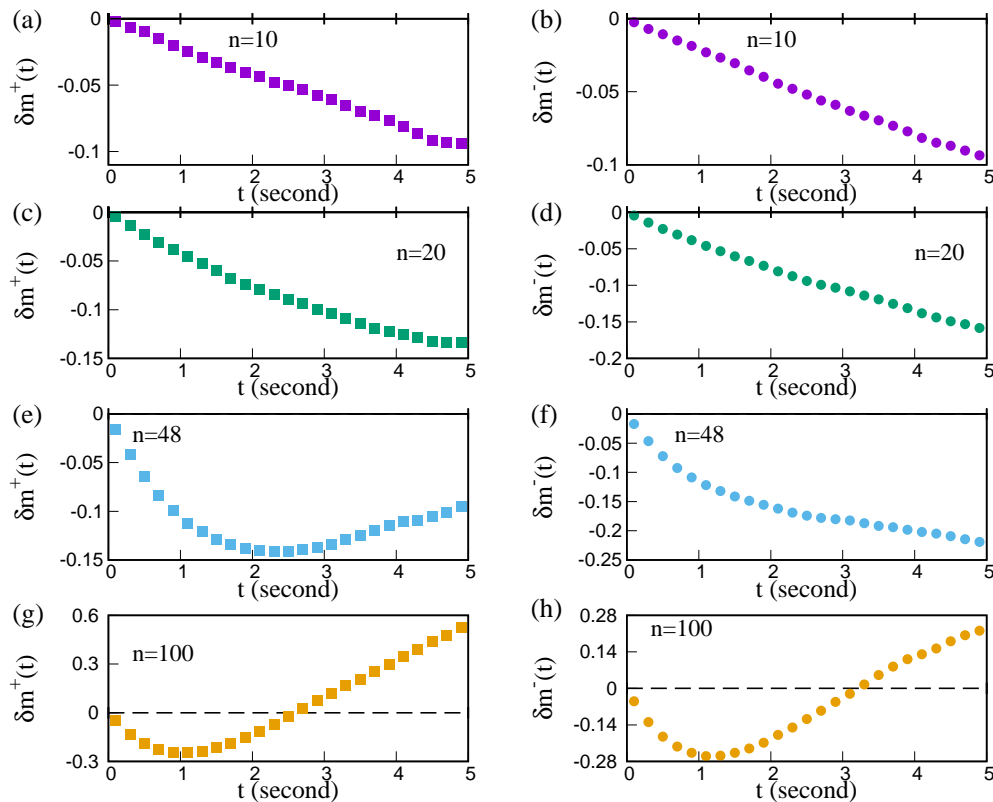 (a)
n=10
δm⁺(t)
0
-0.05
-0.1
0 1 2 3 4 5
t (second)
(b)
n=10
δm⁻(t)
0
-0.05
-0.1
0 1 2 3 4 5
t (second)
(c)
n=20
δm⁺(t)
0
-0.05
-0.1
-0.15
0 1 2 3 4 5
t (second)
(d)
n=20
δm⁻(t)
0
-0.05
-0.1
-0.15
-0.2
0 1 2 3 4 5
t (second)
(e)
n=48
δm⁺(t)
0
-0.05
-0.1
-0.15
0 1 2 3 4 5
t (second)
(f)
n=48
δm⁻(t)
0
-0.05
-0.1
-0.15
-0.2
-0.25
0 1 2 3 4 5
t (second)
(g)
n=100
δm⁺(t)
0.6
0.3
0
-0.3
0 1 2 3 4 5
t (second)
(h)
n=100
δm⁻(t)
0.28
0.14
0
-0.14
-0.28
0 1 2 3 4 5
t (second)